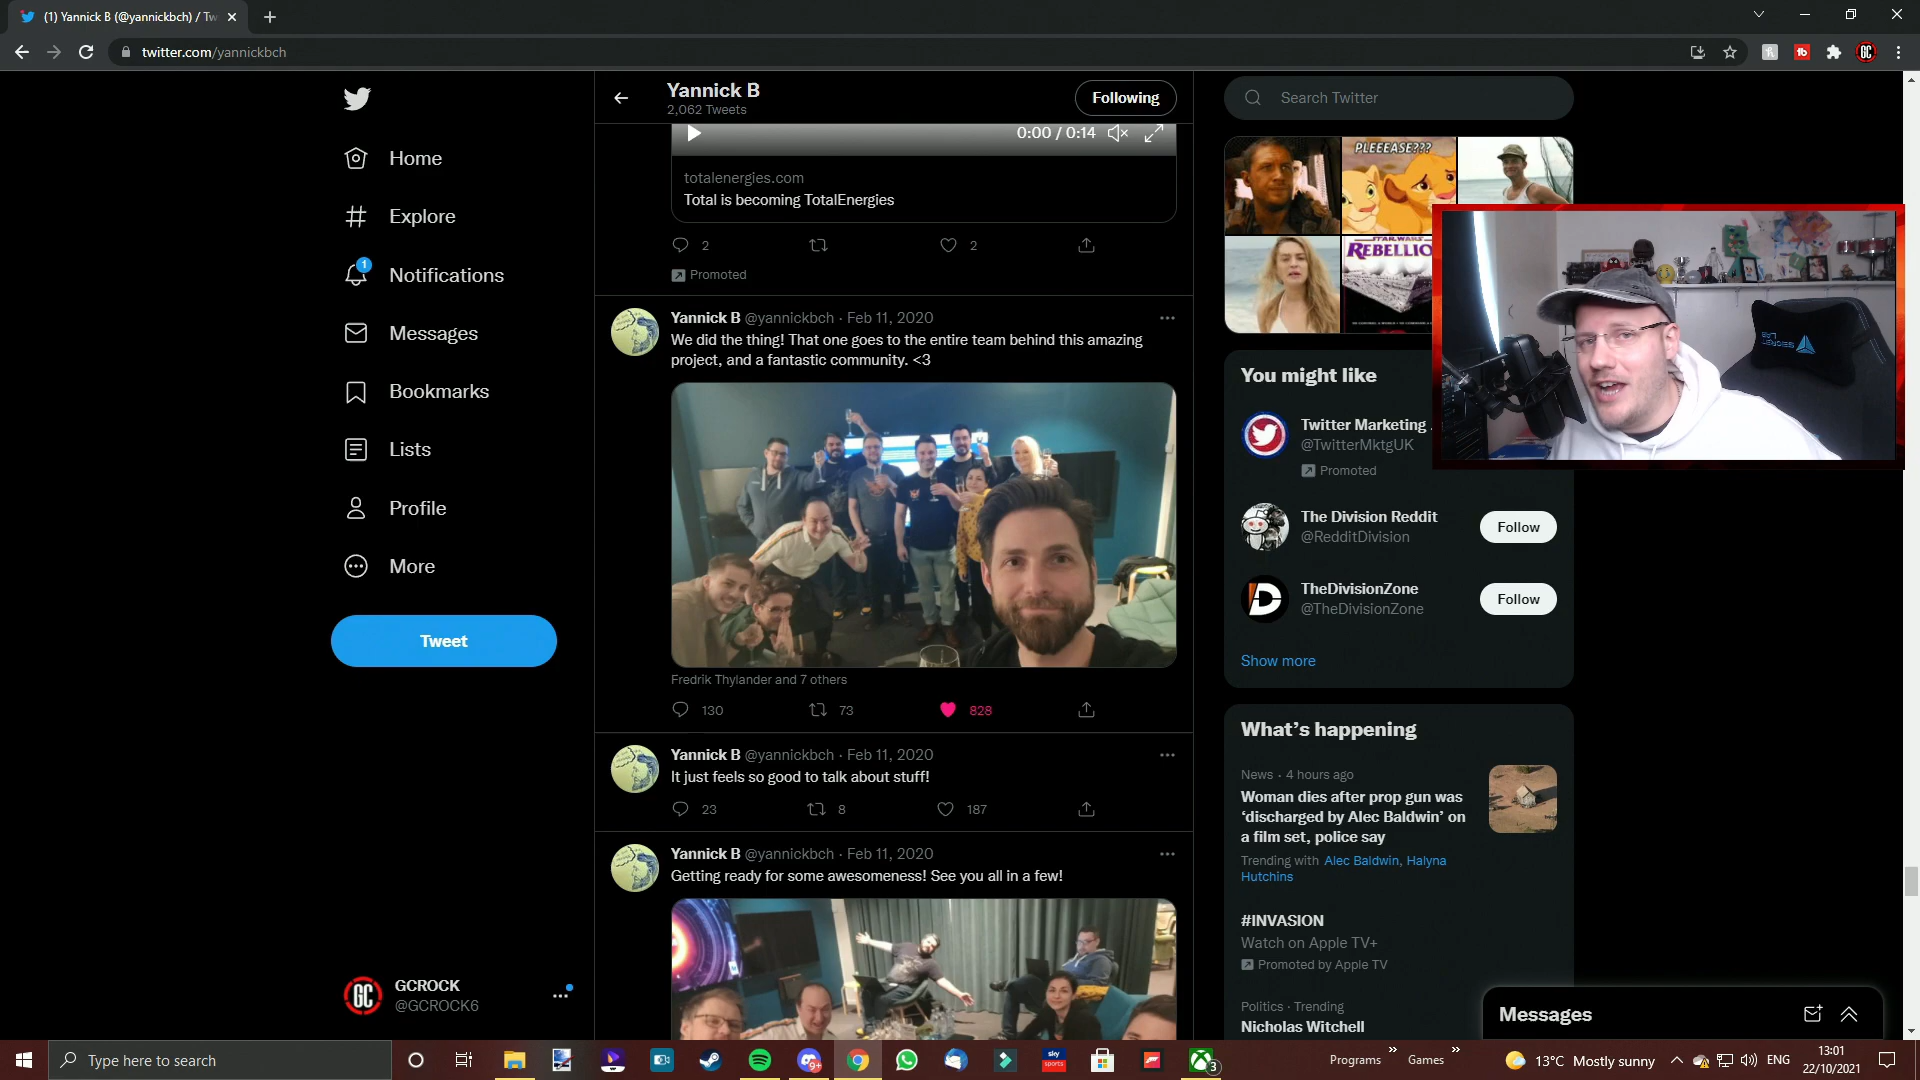 (1) Yannick B (@yannickbch) / Tw
twitter.com/yannickbch
Yannick B
2,062 Tweets
Following
Search Twitter
Home
Explore
1
Notifications
Messages
Bookmarks
Lists
Profile
More
Tweet
GCROCK
@GCROCK6
0:00 / 0:14
totalenergies.com
Total is becoming TotalEnergies
2
2
Promoted
Yannick B @yannickbch · Feb 11, 2020
We did the thing! That one goes to the entire team behind this amazing
project, and a fantastic community. <3
Fredrik Thylander and 7 others
130 73 828
Yannick B @yannickbch · Feb 11, 2020
It just feels so good to talk about stuff!
23 8 187
Yannick B @yannickbch · Feb 11, 2020
Getting ready for some awesomeness! See you all in a few!
PLEEEASE???
STAR WARS
REBELLIO
You might like
Twitter Marketing
@TwitterMktgUK
Promoted
The Division Reddit
@RedditDivision
Follow
TheDivisionZone
@TheDivisionZone
Follow
Show more
What's happening
News · 4 hours ago
Woman dies after prop gun was
'discharged by Alec Baldwin' on
a film set, police say
Trending with Alec Baldwin, Halyna
Hutchins
#INVASION
Watch on Apple TV+
Promoted by Apple TV
Politics · Trending
Nicholas Witchell
Messages
Type here to search
9+
sky
sports
3
Programs
Games
13°C Mostly sunny
ENG
13:01
22/10/2021